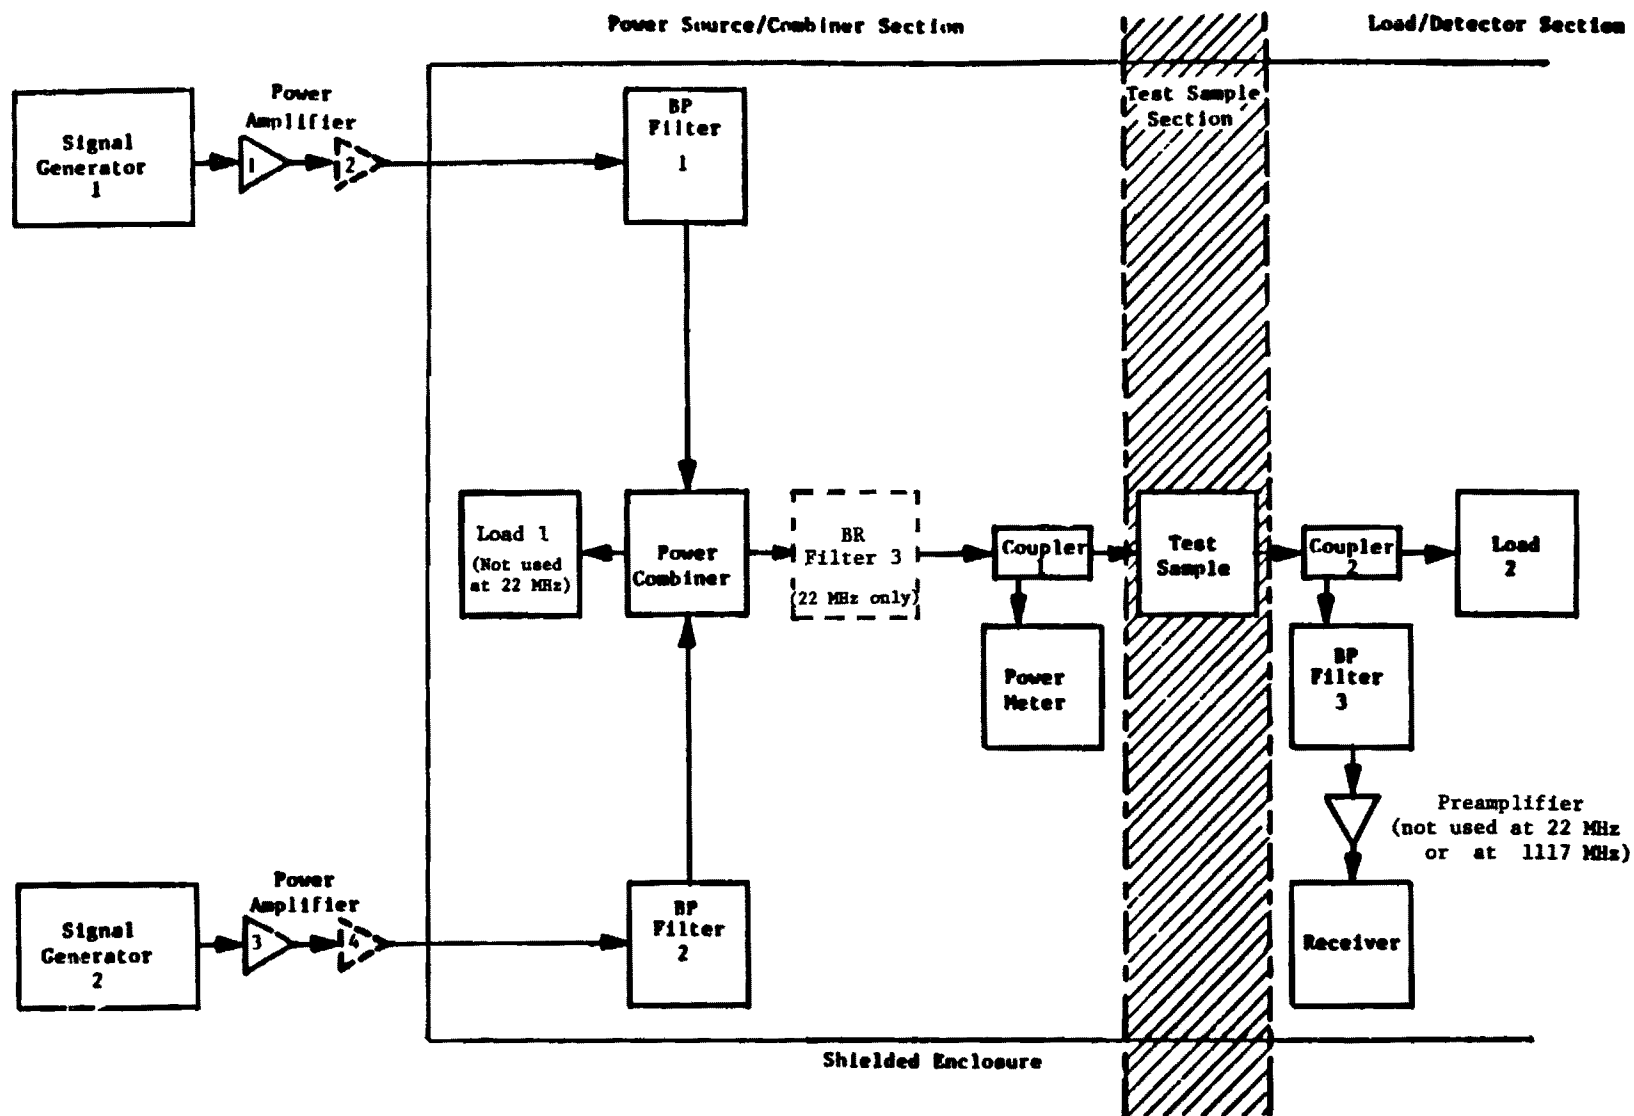 Power Source/Combiner Section
Load/Detector Section
Test Sample
Section
Power
Amplifier
Signal
Generator
1
1
2
BP
Filter
1
Load 1
(Not used
at 22 MHz)
Power
Combiner
BR
Filter 3
(22 MHz only)
Coupler
1
Test
Sample
Coupler
2
Load
2
Power
Meter
BP
Filter
3
Preamplifier
(not used at 22 MHz
or at 1117 MHz)
Power
Amplifier
Signal
Generator
2
3
4
BP
Filter
2
Receiver
Shielded Enclosure